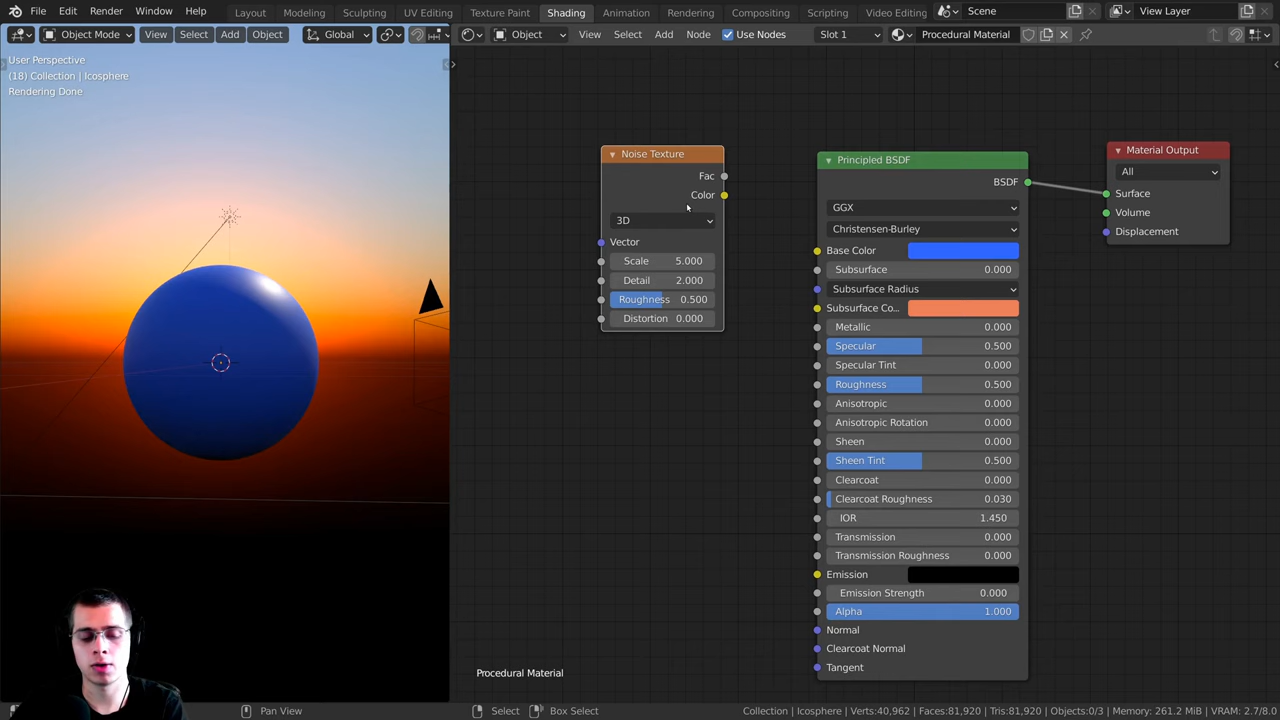 File Edit Render Window Help Layout Modeling Sculpting UV Editing Texture Paint Shading Animation Rendering Compositing Scripting Video Editing Scene View Layer
Object Mode View Select Add Object Global Object View Select Add Node Use Nodes Slot 1 Procedural Material
User Perspective
(18) Collection | Icosphere
Rendering Done
Noise Texture
Fac
Color
3D
Vector
Scale 5.000
Detail 2.000
Roughness 0.500
Distortion 0.000
Principled BSDF
BSDF
GGX
Christensen-Burley
Base Color
Subsurface 0.000
Subsurface Radius
Subsurface Co...
Metallic 0.000
Specular 0.500
Specular Tint 0.000
Roughness 0.500
Anisotropic 0.000
Anisotropic Rotation 0.000
Sheen 0.000
Sheen Tint 0.500
Clearcoat 0.000
Clearcoat Roughness 0.030
IOR 1.450
Transmission 0.000
Transmission Roughness 0.000
Emission
Emission Strength 0.000
Alpha 1.000
Normal
Clearcoat Normal
Tangent
Material Output
All
Surface
Volume
Displacement
Procedural Material
Pan View Select Box Select Collection | Icosphere | Verts:40,962 | Faces:81,920 | Tris:81,920 | Objects:0/3 | Memory: 261.2 MiB | VRAM: 2.7/8.0